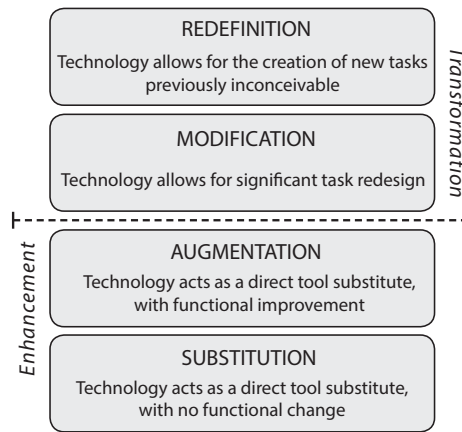 REDEFINITION
Technology allows for the creation of new tasks
previously inconceivable
MODIFICATION
Technology allows for significant task redesign
Transformation
AUGMENTATION
Technology acts as a direct tool substitute,
with functional improvement
SUBSTITUTION
Technology acts as a direct tool substitute,
with no functional change
Enhancement